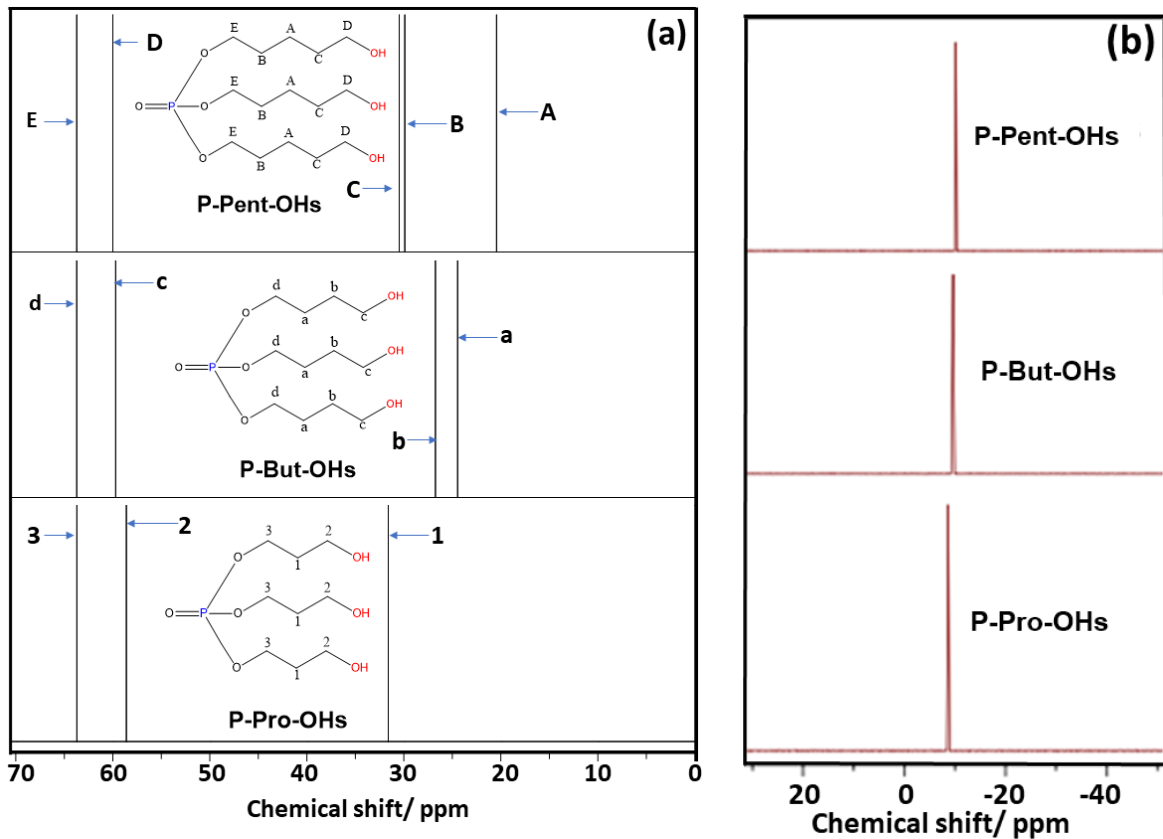 (a)
E D A C D OH
B C
O
E A D OH
O P O B C
E A D OH
O B C
D
E
A
B
C
P-Pent-OHs
d b OH
O a c
d b OH
O P O a c
d b OH
O a c
c
d
a
b
P-But-OHs
3 2 OH
O 1
3 2 OH
O P O 1
3 2 OH
O 1
3
2
1
P-Pro-OHs
70 60 50 40 30 20 10 0
Chemical shift/ ppm
(b)
P-Pent-OHs
P-But-OHs
P-Pro-OHs
20 0 -20 -40
Chemical shift/ ppm